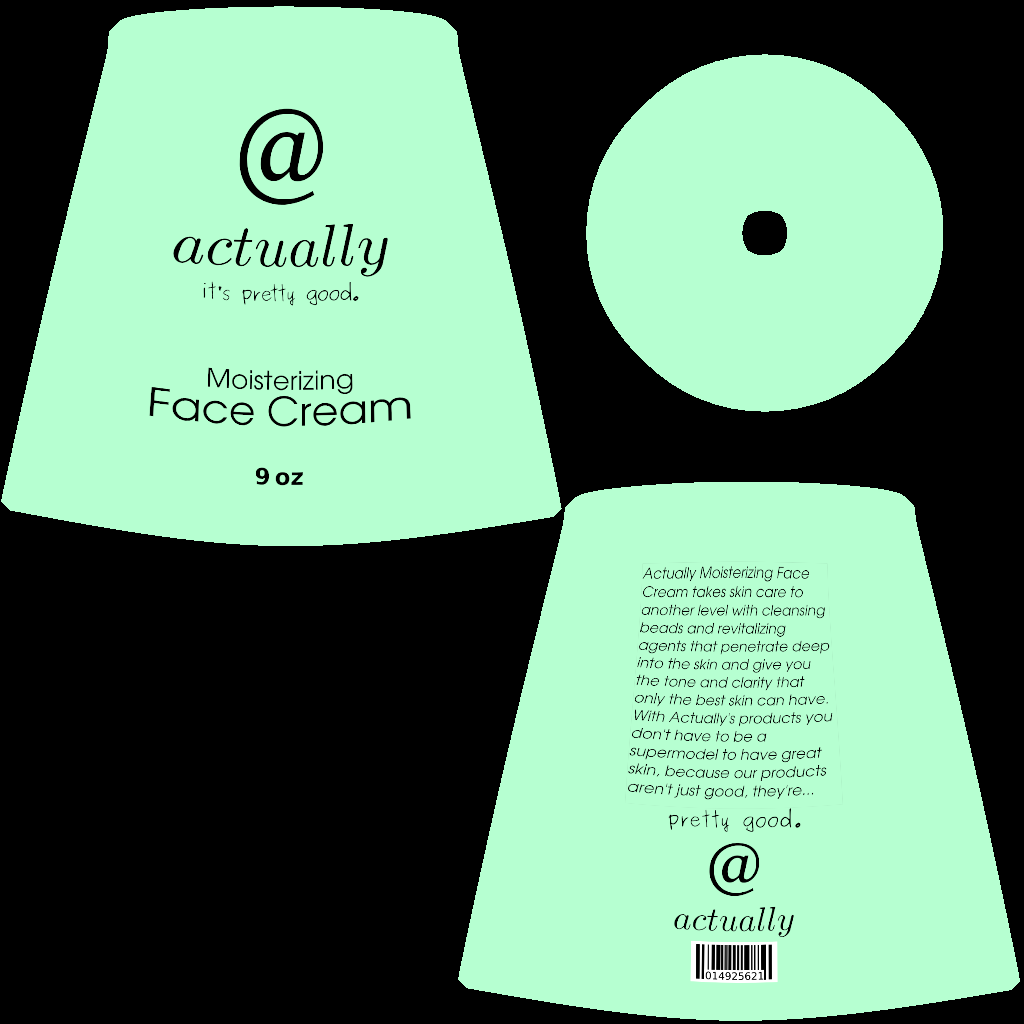 @
actually
it's pretty good.
Moisterizing
Face Cream
9 oz
Actually Moisterizing Face
Cream takes skin care to
another level with cleansing
beads and revitalizing
agents that penetrate deep
into the skin and give you
the tone and clarity that
only the best skin can have.
With Actually's products you
don't have to be a
supermodel to have great
skin, because our products
aren't just good, they're...
pretty good.
@
actually
014925621